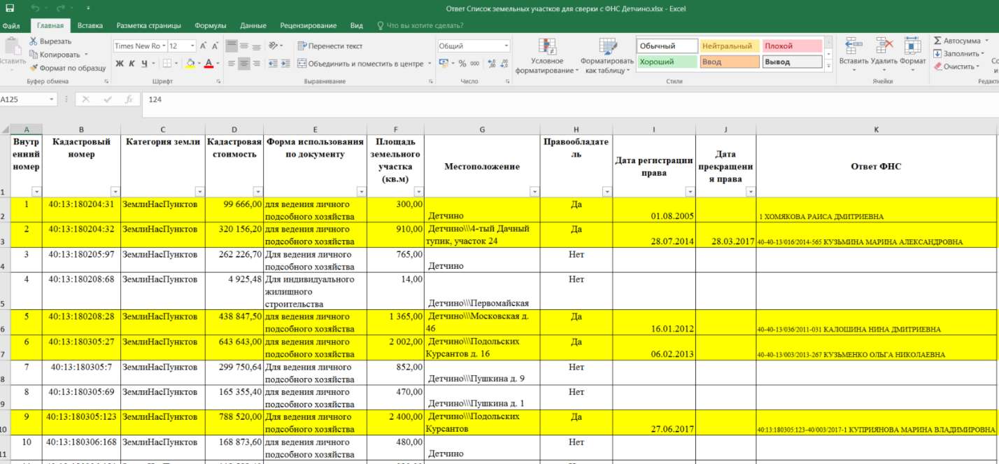 Ответ Список земельных участков для сверки с ФНС Детчино.xlsx - Excel
Файл Главная Вставка Разметка страницы Формулы Данные Рецензирование Вид Что вы хотите сделать?
Вырезать
Копировать
Формат по образцу
Буфер обмена
Times New Ro 12
Ж К Ч
Шрифт
Перенести текст
Объединить и поместить в центре
Выравнивание
Общий
% 000
Число
Условное
форматирование
Форматировать
как таблицу
Обычный Нейтральный Плохой
Хороший Ввод Вывод
Стили
Вставить Удалить Формат
Ячейки
Автосумма
Заполнить
Очистить
A125 fx 124
A B C D E F G H I J K
Внутр
енний
номер
Кадастровый
номер
Категория земли
Кадастровая
стоимость
Форма использования
по документу
Площадь
земельного
участка
(кв.м)
Местоположение
Правообладате
ль
Дата регистрации
права
Дата
прекращени
я права
Ответ ФНС
1
2 1 40:13:180204:31 ЗемлиНасПунктов 99 666,00 для ведения личного
подсобного хозяйства 300,00 Детчино Да 01.08.2005 1 ХОМЯКОВА РАИСА ДМИТРИЕВНА
3 2 40:13:180204:32 ЗемлиНасПунктов 320 156,20 для ведения личного
подсобного хозяйства 910,00 Детчино\\\4-тый Дачный
тупик, участок 24 Да 28.07.2014 28.03.2017 40-40-13/016/2014-565 КУЗЬМИНА МАРИНА АЛЕКСАНДРОВНА
4 3 40:13:180205:97 ЗемлиНасПунктов 262 226,70 Для ведения личного
подсобного хозяйства 765,00 Детчино Нет
5 4 40:13:180208:68 ЗемлиНасПунктов 4 925,48 Для индивидуального
жилищного
строительства 14,00 Детчино\\\Первомайская Нет
6 5 40:13:180208:28 ЗемлиНасПунктов 438 847,50 для ведения личного
подсобного хозяйства 1 365,00 Детчино\\\Московская д.
46 Да 16.01.2012 40-40-13/036/2011-031 КАЛОШИНА НИНА ДМИТРИЕВНА
7 6 40:13:180305:27 ЗемлиНасПунктов 643 643,00 для ведения личного
подсобного хозяйства 2 002,00 Детчино\\\Подольских
Курсантов д. 16 Да 06.02.2013 40-40-13/003/2013-267 КУЗЬМЕНКО ОЛЬГА НИКОЛАЕВНА
8 7 40:13:180305:7 ЗемлиНасПунктов 299 750,64 Для ведения личного
подсобного хозяйства 852,00 Детчино\\\Пушкина д. 9 Нет
9 8 40:13:180305:69 ЗемлиНасПунктов 165 355,40 для ведения личного
подсобного хозяйства 470,00 Детчино\\\Пушкина д. 1 Нет
10 9 40:13:180305:123 ЗемлиНасПунктов 788 520,00 Для ведения личного
подсобного хозяйства 2 400,00 Детчино\\\Подольских
Курсантов Да 27.06.2017 40:13:180305:123-40/003/2017-1 КУПРИЯНОВА МАРИНА ВЛАДИМИРОВНА
11 10 40:13:180306:168 ЗемлиНасПунктов 168 873,60 для ведения личного
подсобного хозяйства 480,00 Детчино Нет